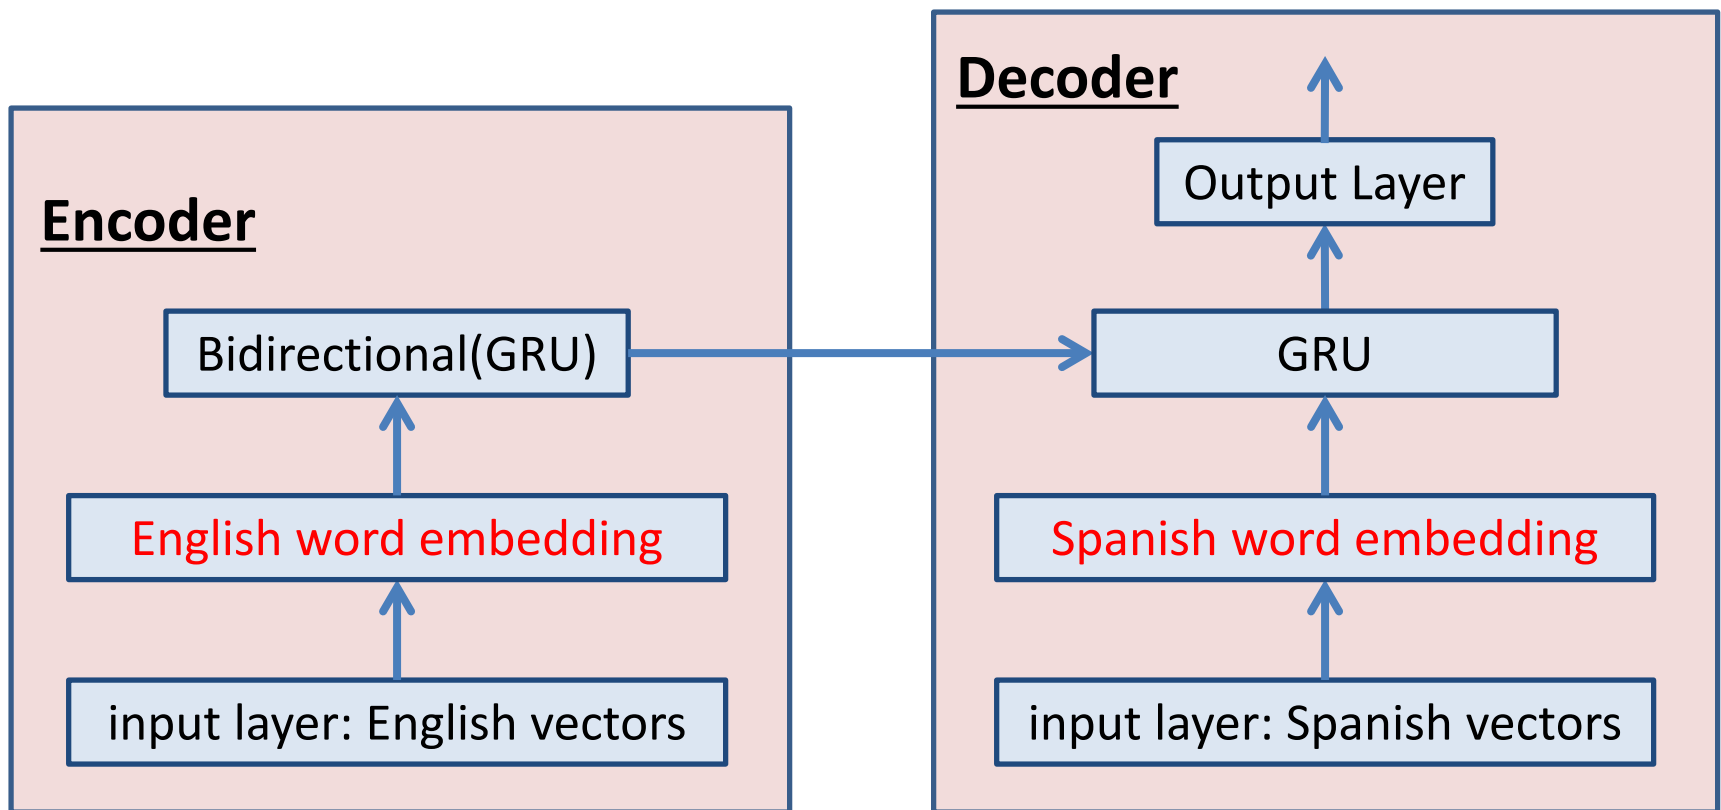 Encoder
Bidirectional(GRU)
English word embedding
input layer: English vectors
Decoder
Output Layer
GRU
Spanish word embedding
input layer: Spanish vectors